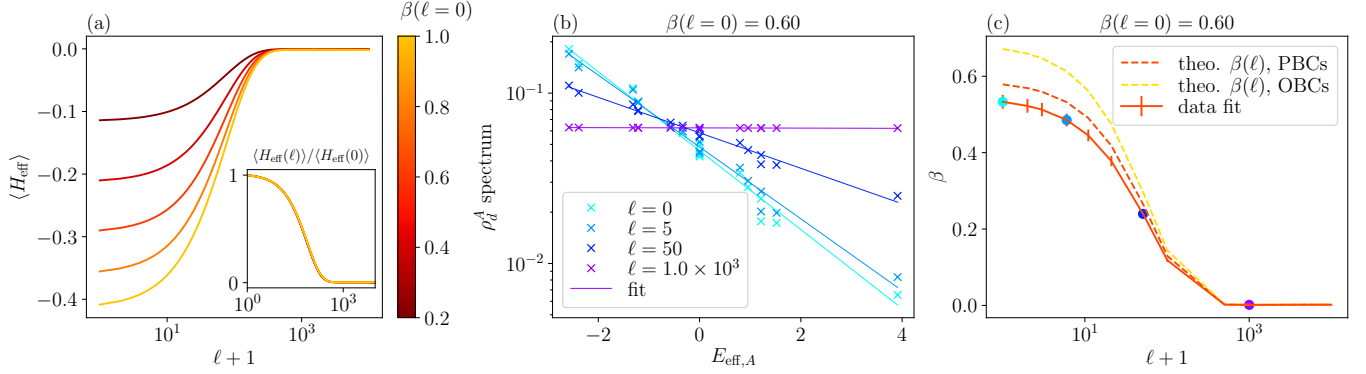 (a)
β(ℓ = 0)
⟨H_eff⟩
0.0
−0.1
−0.2
−0.3
−0.4
10^1
10^3
ℓ + 1
⟨H_eff(ℓ)⟩/⟨H_eff(0)⟩
1
0
10^0
10^3
1.0
0.8
0.6
0.4
0.2
(b)
β(ℓ = 0) = 0.60
ρ_d^A spectrum
10^{−1}
10^{−2}
ℓ = 0
ℓ = 5
ℓ = 50
ℓ = 1.0 × 10^3
fit
−2
0
2
4
E_{eff,A}
(c)
β(ℓ = 0) = 0.60
β
0.6
0.4
0.2
0.0
theo. β(ℓ), PBCs
theo. β(ℓ), OBCs
data fit
10^1
10^3
ℓ + 1